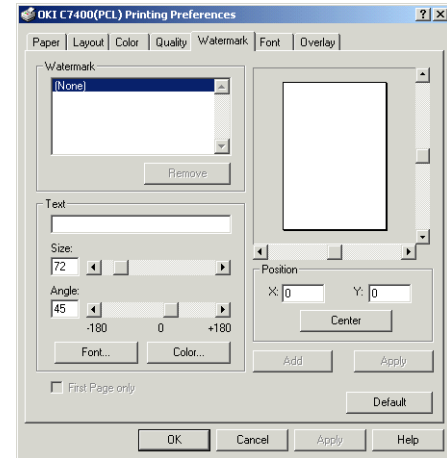 OKI C7400(PCL) Printing Preferences
Paper Layout Color Quality Watermark Font Overlay
Watermark
(None)
Remove
Text
Size:
72
Angle:
45
-180 0 +180
Font... Color...
First Page only
Position
X: 0 Y: 0
Center
Add Apply
Default
OK Cancel Apply Help